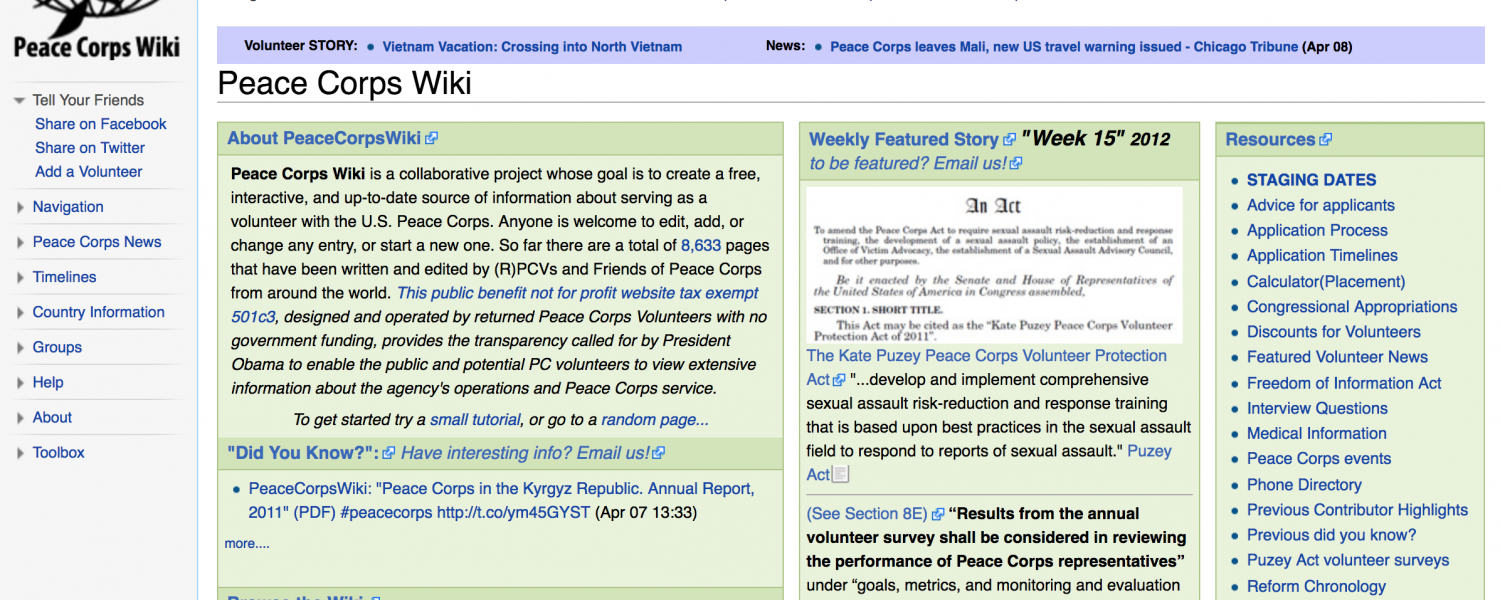 Peace Corps Wiki
Tell Your Friends
Share on Facebook
Share on Twitter
Add a Volunteer
Navigation
Peace Corps News
Timelines
Country Information
Groups
Help
About
Toolbox
Volunteer STORY: • Vietnam Vacation: Crossing into North Vietnam
News: • Peace Corps leaves Mali, new US travel warning issued - Chicago Tribune (Apr 08)
Peace Corps Wiki
About PeaceCorpsWiki
Peace Corps Wiki is a collaborative project whose goal is to create a free,
interactive, and up-to-date source of information about serving as a
volunteer with the U.S. Peace Corps. Anyone is welcome to edit, add, or
change any entry, or start a new one. So far there are a total of 8,633 pages
that have been written and edited by (R)PCVs and Friends of Peace Corps
from around the world. This public benefit not for profit website tax exempt
501c3, designed and operated by returned Peace Corps Volunteers with no
government funding, provides the transparency called for by President
Obama to enable the public and potential PC volunteers to view extensive
information about the agency's operations and Peace Corps service.
To get started try a small tutorial, or go to a random page...
"Did You Know?": Have interesting info? Email us!
• PeaceCorpsWiki: "Peace Corps in the Kyrgyz Republic. Annual Report,
2011" (PDF) #peacecorps http://t.co/ym45GYST (Apr 07 13:33)
more....
Browse the Wiki
Weekly Featured Story "Week 15" 2012
to be featured? Email us!
An Act
To amend the Peace Corps Act to require sexual assault risk-reduction and response
training, the development of a sexual assault policy, the establishment of an
Office of Victim Advocacy, the establishment of a Sexual Assault Advisory Council,
and for other purposes.
Be it enacted by the Senate and House of Representatives of
the United States of America in Congress assembled,
SECTION 1. SHORT TITLE.
This Act may be cited as the "Kate Puzey Peace Corps Volunteer
Protection Act of 2011".
The Kate Puzey Peace Corps Volunteer Protection
Act "...develop and implement comprehensive
sexual assault risk-reduction and response training
that is based upon best practices in the sexual assault
field to respond to reports of sexual assault." Puzey
Act
(See Section 8E) “Results from the annual
volunteer survey shall be considered in reviewing
the performance of Peace Corps representatives”
under “goals, metrics, and monitoring and evaluation
Resources
• STAGING DATES
• Advice for applicants
• Application Process
• Application Timelines
• Calculator(Placement)
• Congressional Appropriations
• Discounts for Volunteers
• Featured Volunteer News
• Freedom of Information Act
• Interview Questions
• Medical Information
• Peace Corps events
• Phone Directory
• Previous Contributor Highlights
• Previous did you know?
• Puzey Act volunteer surveys
• Reform Chronology